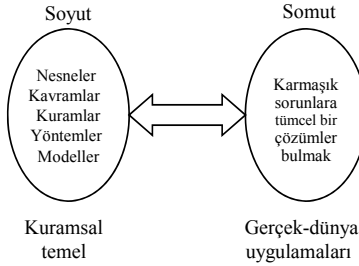 Soyut
Somut
Nesneler
Kavramlar
Kuramlar
Yöntemler
Modeller
Karmaşık
sorunlara
tümcel bir
çözümler
bulmak
Kuramsal
temel
Gerçek-dünya
uygulamaları